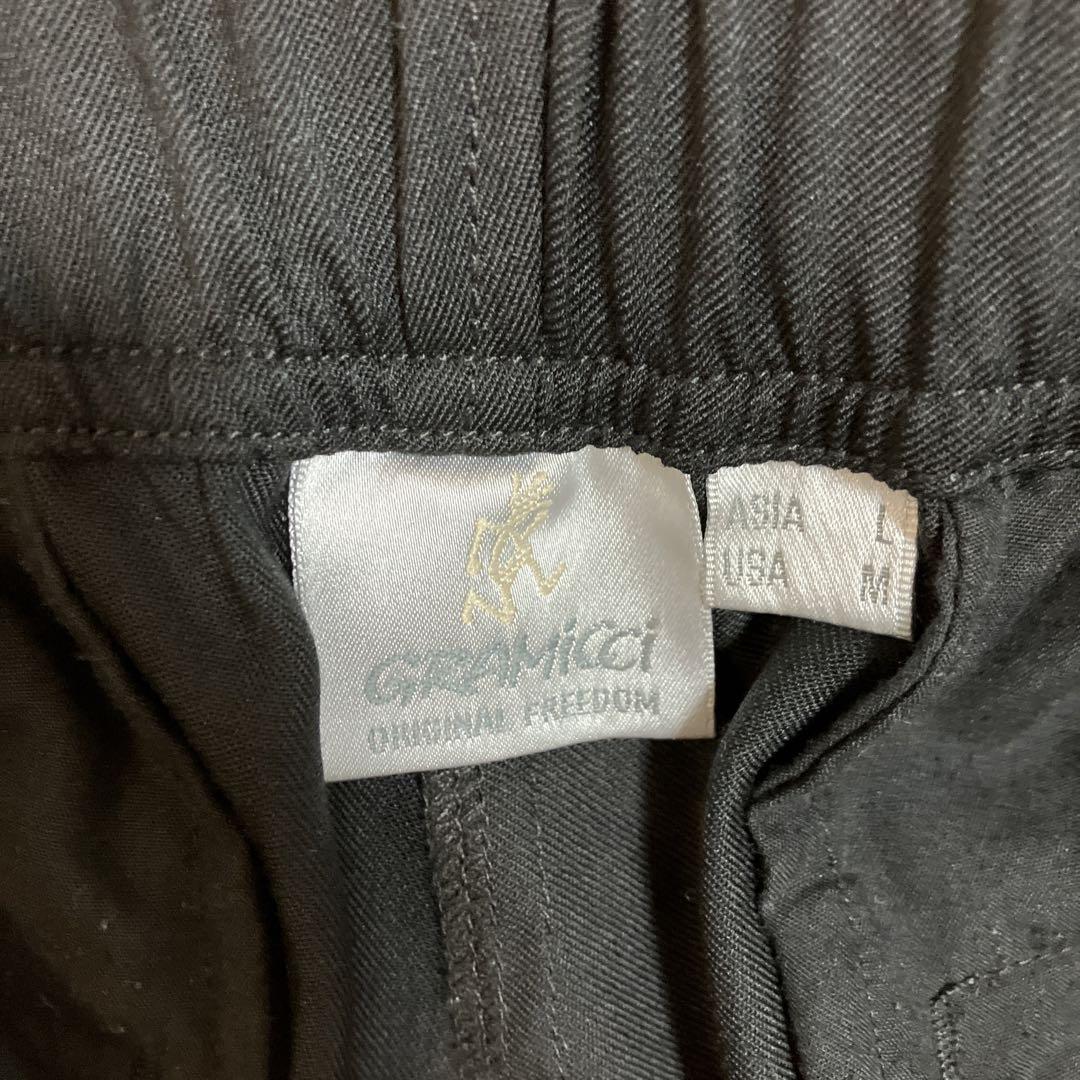 GRAMiCCi
ORIGINAL FREEDOM
ASIA L
USA M